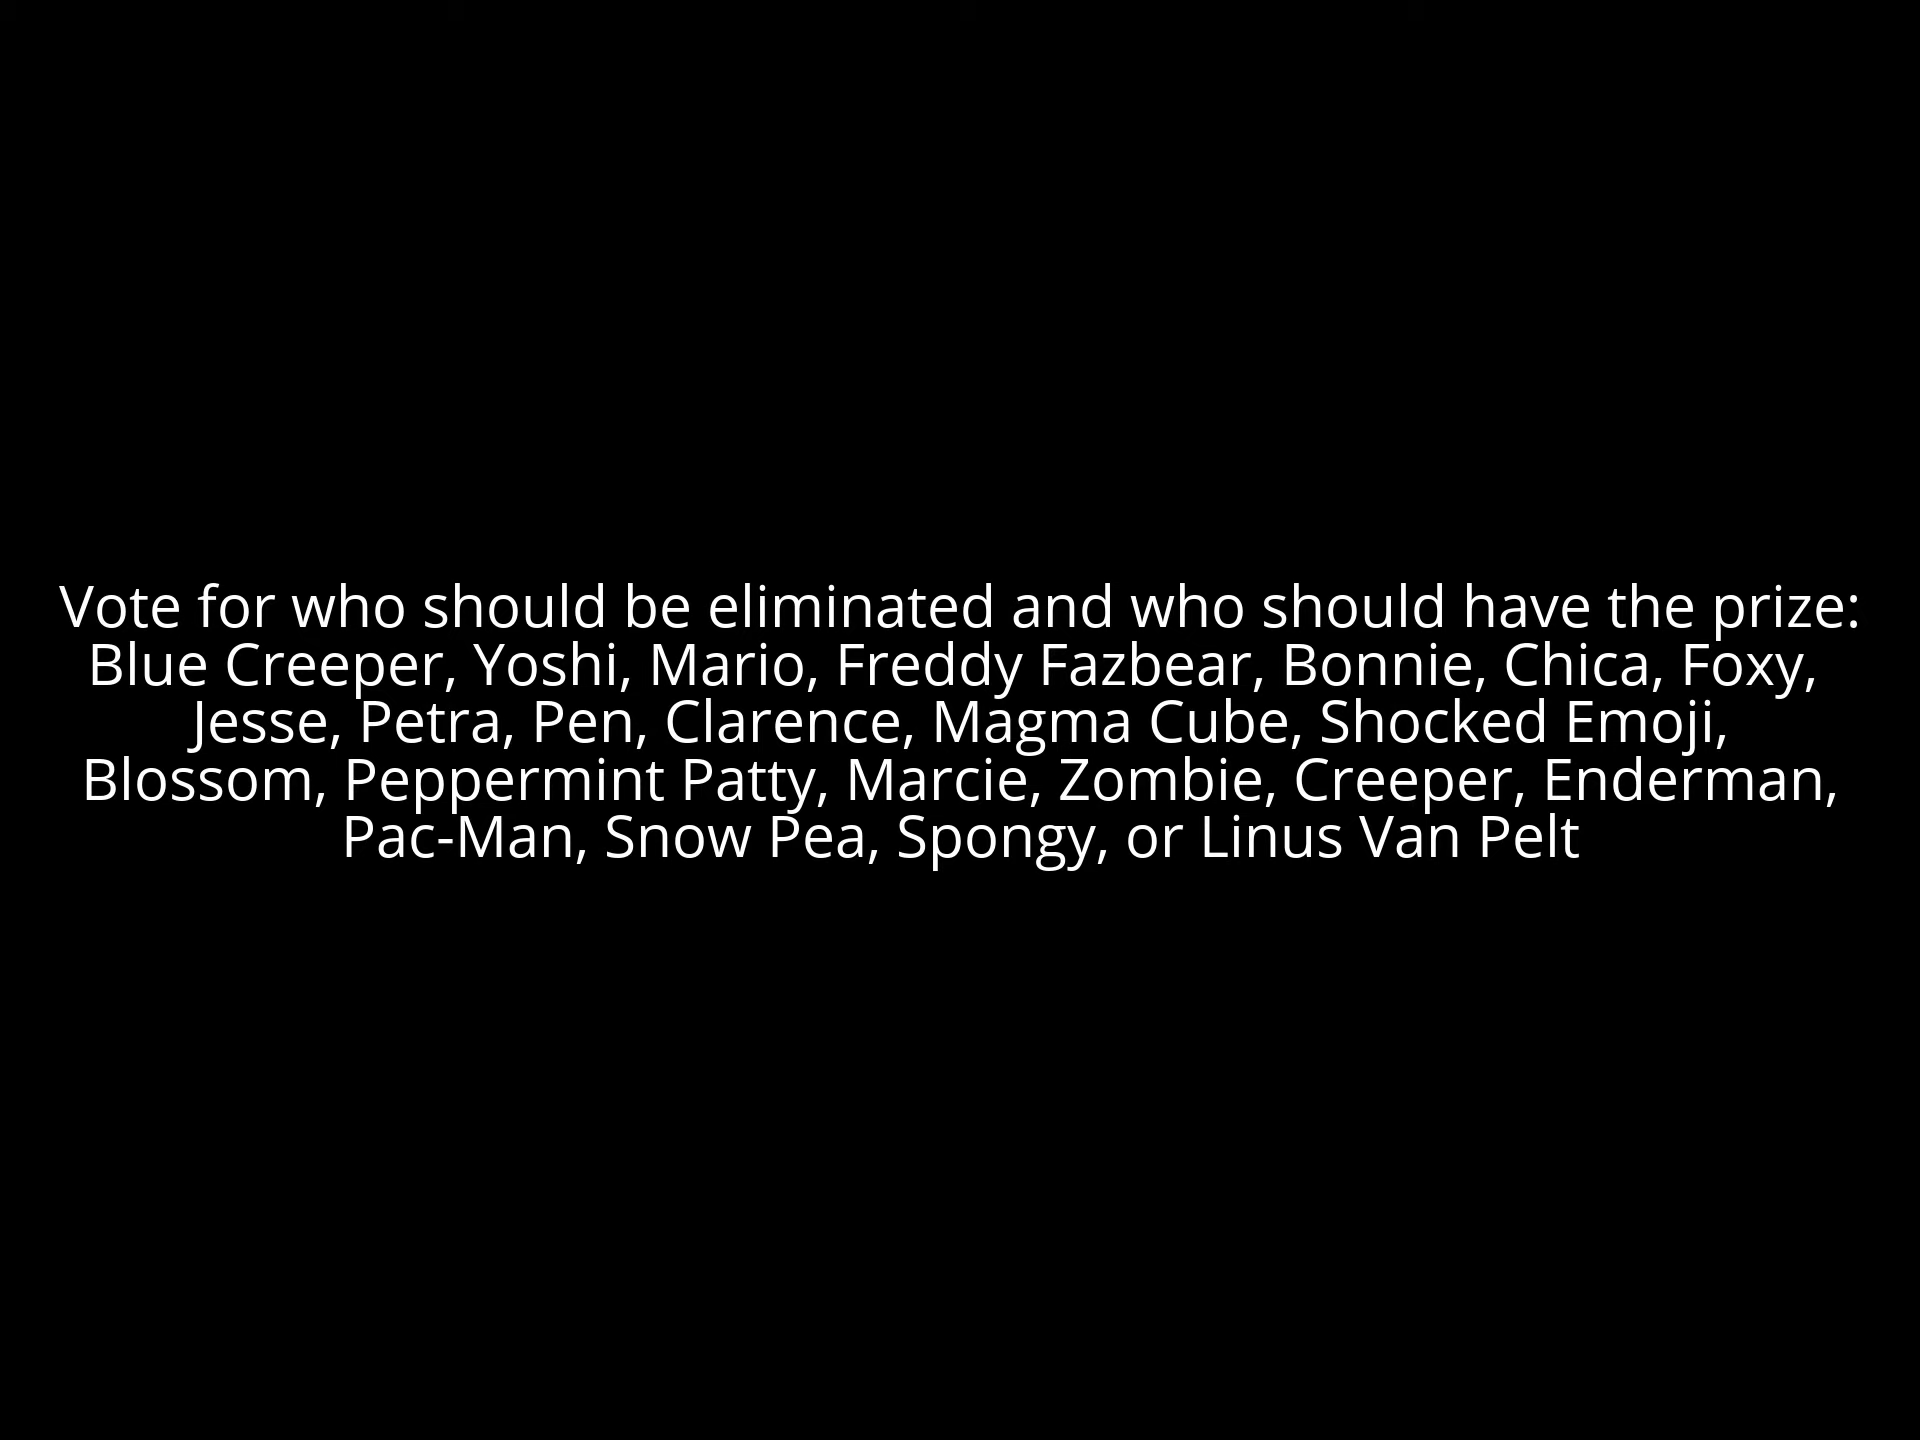 Vote for who should be eliminated and who should have the prize:
Blue Creeper, Yoshi, Mario, Freddy Fazbear, Bonnie, Chica, Foxy,
Jesse, Petra, Pen, Clarence, Magma Cube, Shocked Emoji,
Blossom, Peppermint Patty, Marcie, Zombie, Creeper, Enderman,
Pac-Man, Snow Pea, Spongy, or Linus Van Pelt